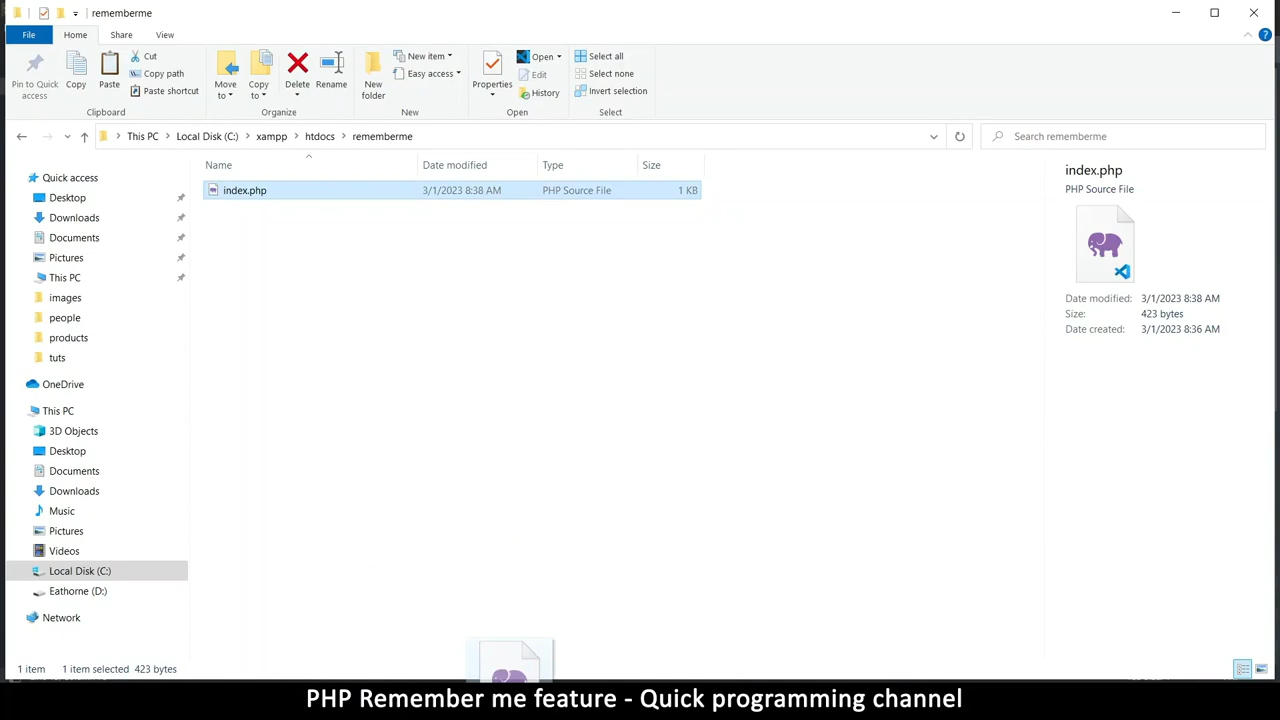 rememberme
File
Home
Share
View
Pin to Quick access
Copy
Paste
Cut
Copy path
Paste shortcut
Clipboard
Move to
Copy to
Delete
Rename
Organize
New folder
New item
Easy access
New
Properties
Open
Edit
History
Open
Select all
Select none
Invert selection
Select
This PC
Local Disk (C:)
xampp
htdocs
rememberme
Search rememberme
Name
Date modified
Type
Size
index.php
3/1/2023 8:38 AM
PHP Source File
1 KB
Quick access
Desktop
Downloads
Documents
Pictures
This PC
images
people
products
tuts
OneDrive
This PC
3D Objects
Desktop
Documents
Downloads
Music
Pictures
Videos
Local Disk (C:)
Eathorne (D:)
Network
index.php
PHP Source File
Date modified: 3/1/2023 8:38 AM
Size: 423 bytes
Date created: 3/1/2023 8:36 AM
1 item
1 item selected 423 bytes
PHP Remember me feature - Quick programming channel